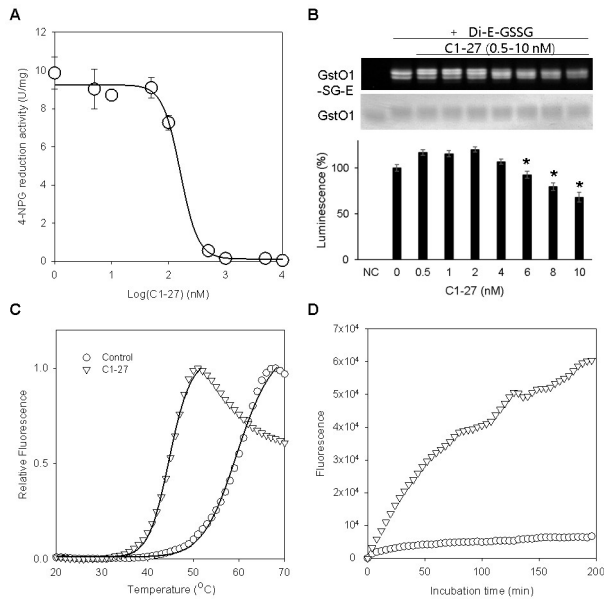 A
4-NPG reduction activity (U/mg)
12
10
8
6
4
2
0
0 1 2 3 4
Log(C1-27) (nM)
B
+ Di-E-GSSG
C1-27 (0.5-10 nM)
GstO1
-SG-E
GstO1
Luminescence (%)
100
50
0
* * *
NC 0 0.5 1 2 4 6 8 10
C1-27 (nM)
C
Relative Fluorescence
1.0
0.5
0.0
Control
C1-27
20 30 40 50 60 70
Temperature (°C)
D
Fluorescence
7x10⁴
6x10⁴
5x10⁴
4x10⁴
3x10⁴
2x10⁴
10⁴
0
0 50 100 150 200
Incubation time (min)